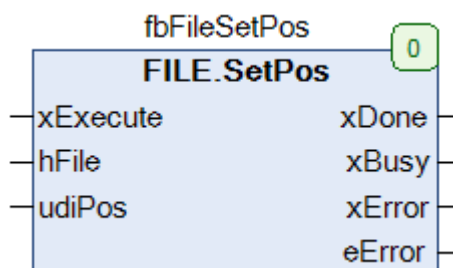 fbFileSetPos
0
FILE.SetPos
xExecute xDone
hFile xBusy
udiPos xError
eError